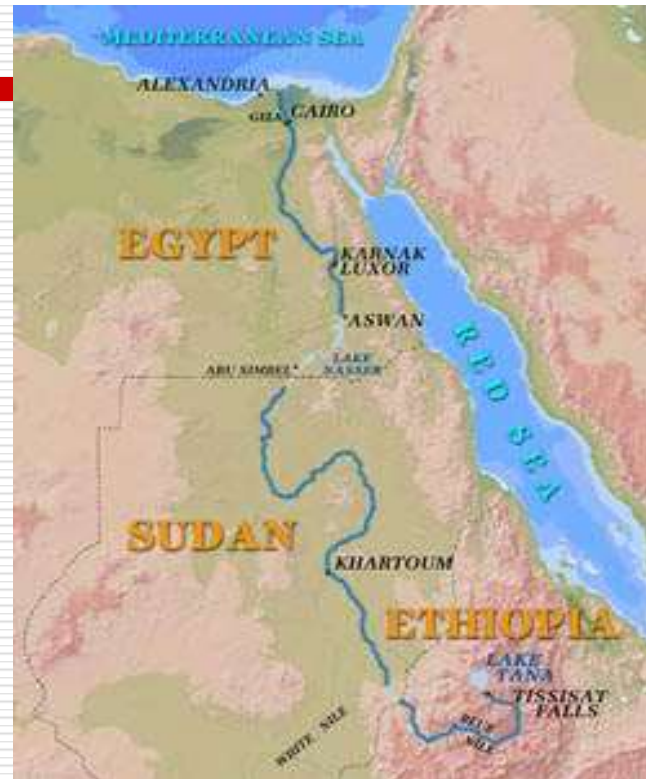 MEDITERRANEAN SEA
ALEXANDRIA
GIZA CAIRO
EGYPT
KARNAK
LUXOR
ASWAN
ABU SIMBEL
LAKE
NASSER
RED SEA
SUDAN
KHARTOUM
ETHIOPIA
LAKE
TANA
TISSISAT
FALLS
WHITE NILE
BLUE
NILE